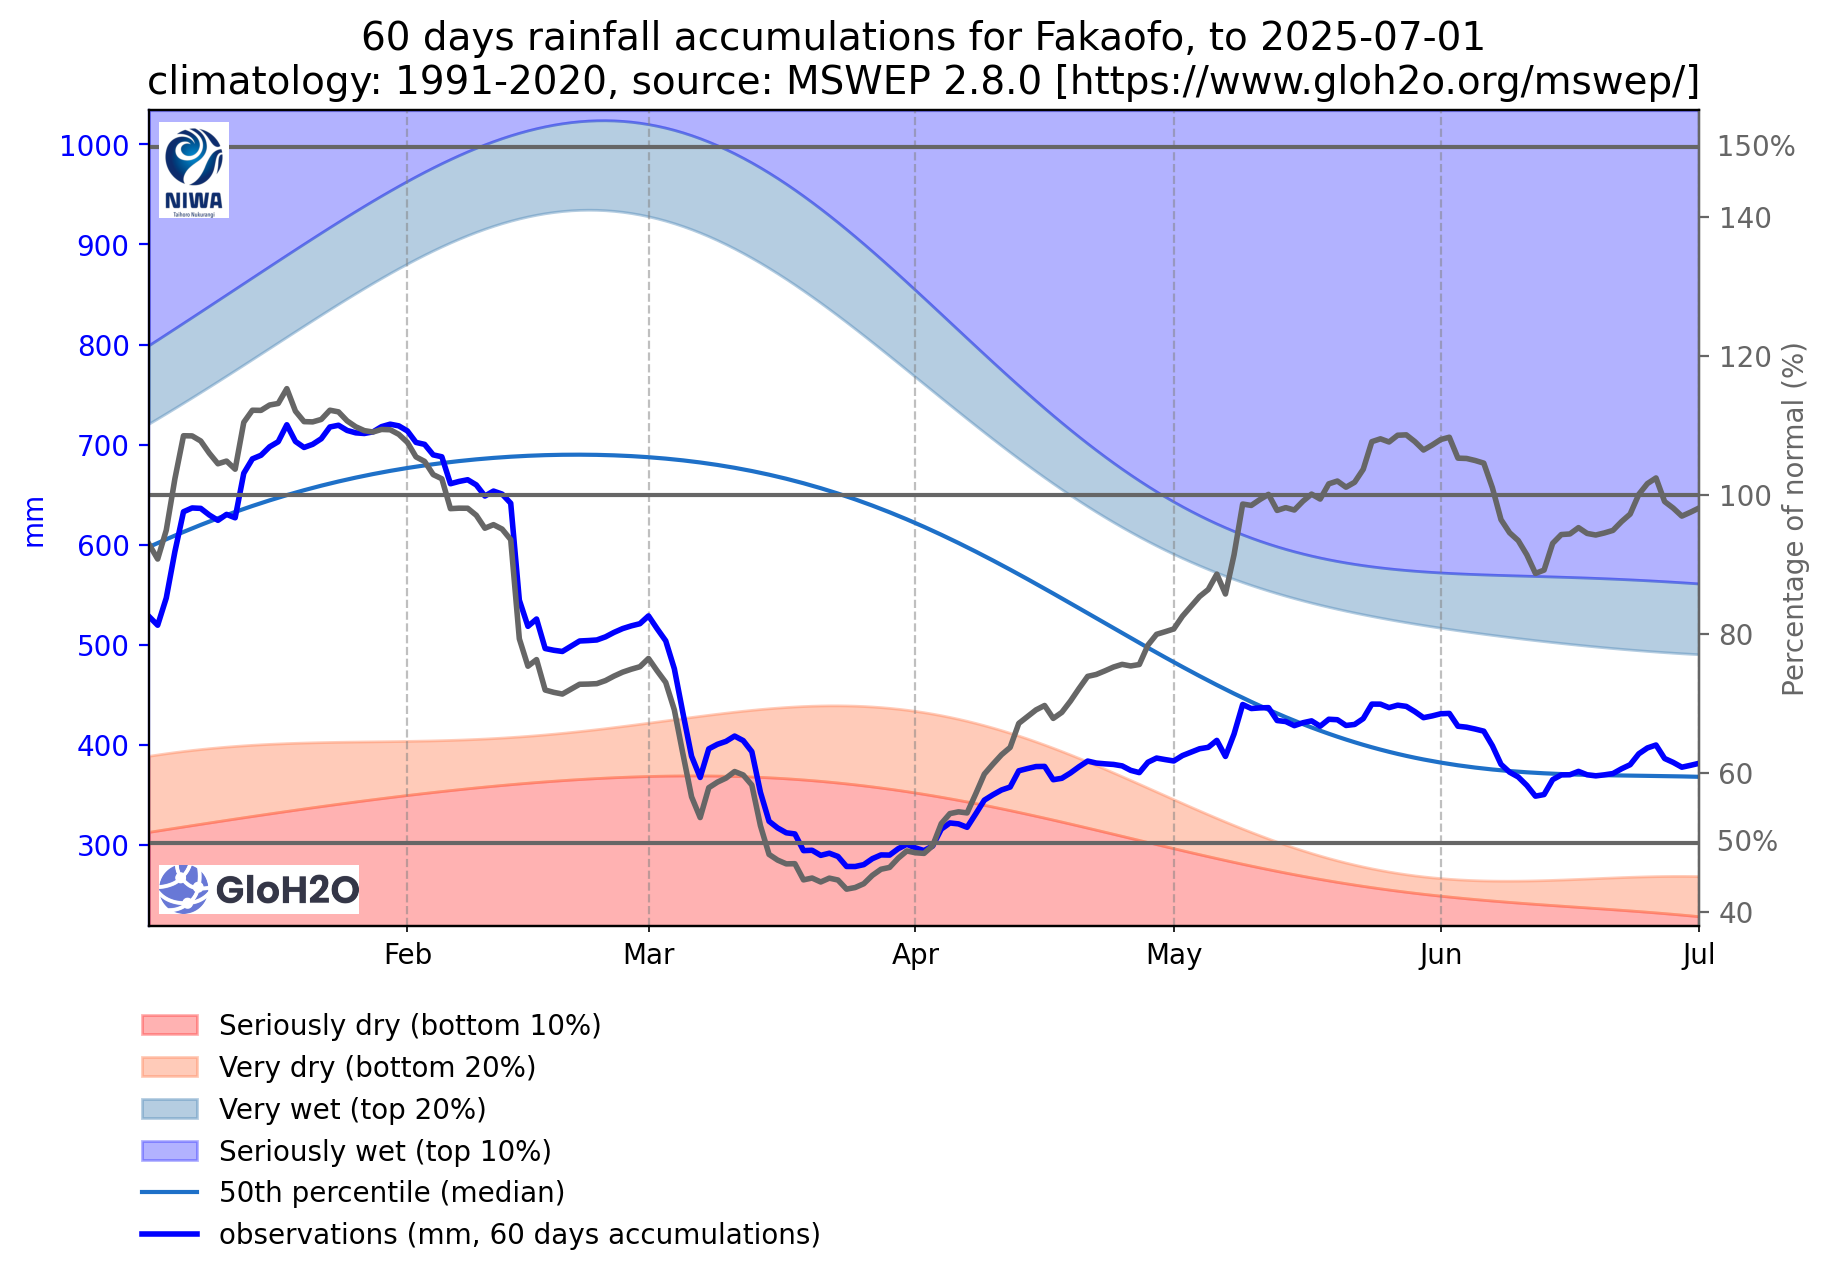 60 days rainfall accumulations for Fakaofo, to 2025-07-01
climatology: 1991-2020, source: MSWEP 2.8.0 [https://www.gloh2o.org/mswep/]
NIWA
Taihoro Nukurangi
1000
900
800
700
600
500
400
300
mm
150%
140
120
100
80
60
50%
40
Percentage of normal (%)
GloH2O
Feb
Mar
Apr
May
Jun
Jul
Seriously dry (bottom 10%)
Very dry (bottom 20%)
Very wet (top 20%)
Seriously wet (top 10%)
50th percentile (median)
observations (mm, 60 days accumulations)